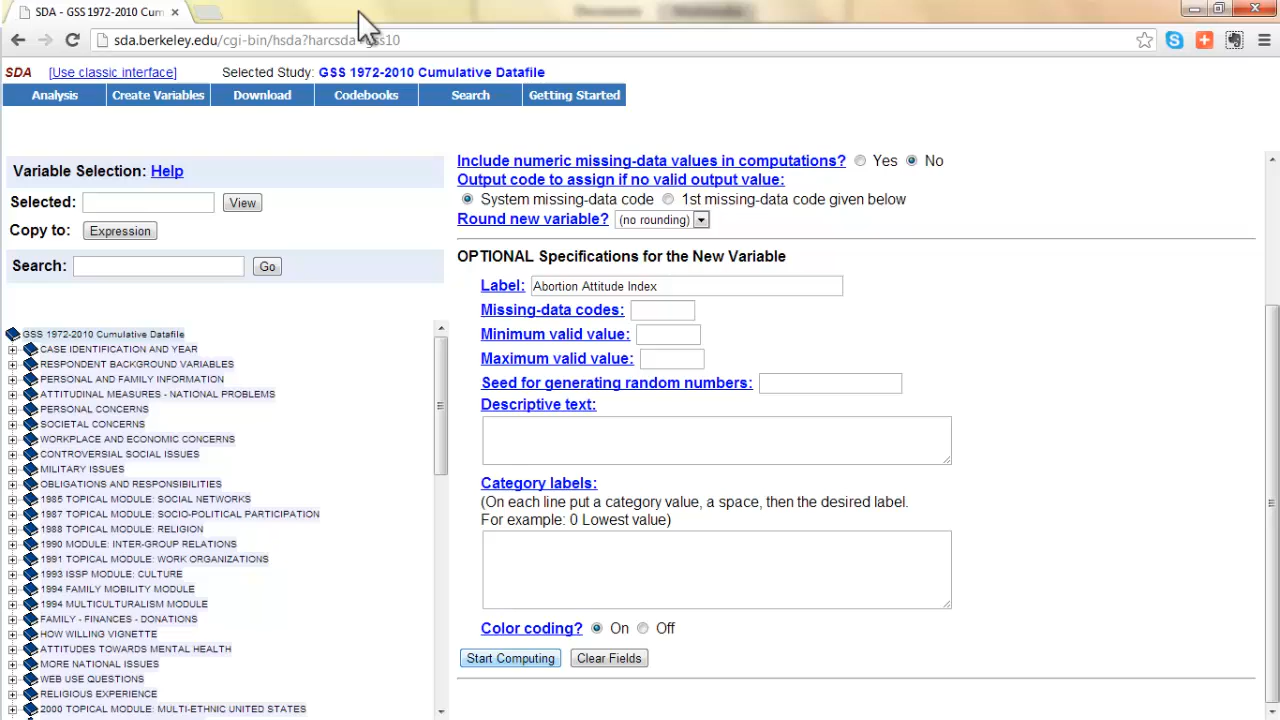 SDA - GSS 1972-2010 Cum
sda.berkeley.edu/cgi-bin/hsda?harcsda
ss10
SDA [Use classic interface] Selected Study: GSS 1972-2010 Cumulative Datafile
Analysis Create Variables Download Codebooks Search Getting Started
Variable Selection: Help
Selected: View
Copy to: Expression
Search: Go
GSS 1972-2010 Cumulative Datafile
CASE IDENTIFICATION AND YEAR
RESPONDENT BACKGROUND VARIABLES
PERSONAL AND FAMILY INFORMATION
ATTITUDINAL MEASURES - NATIONAL PROBLEMS
PERSONAL CONCERNS
SOCIETAL CONCERNS
WORKPLACE AND ECONOMIC CONCERNS
CONTROVERSIAL SOCIAL ISSUES
MILITARY ISSUES
OBLIGATIONS AND RESPONSIBILITIES
1985 TOPICAL MODULE: SOCIAL NETWORKS
1987 TOPICAL MODULE: SOCIO-POLITICAL PARTICIPATION
1988 TOPICAL MODULE: RELIGION
1990 MODULE: INTER-GROUP RELATIONS
1991 TOPICAL MODULE: WORK ORGANIZATIONS
1993 ISSP MODULE: CULTURE
1994 FAMILY MOBILITY MODULE
1994 MULTICULTURALISM MODULE
FAMILY - FINANCES - DONATIONS
HOW WILLING VIGNETTE
ATTITUDES TOWARDS MENTAL HEALTH
MORE NATIONAL ISSUES
WEB USE QUESTIONS
RELIGIOUS EXPERIENCE
2000 TOPICAL MODULE: MULTI-ETHNIC UNITED STATES
Include numeric missing-data values in computations? Yes No
Output code to assign if no valid output value:
System missing-data code 1st missing-data code given below
Round new variable? (no rounding)
OPTIONAL Specifications for the New Variable
Label: Abortion Attitude Index
Missing-data codes:
Minimum valid value:
Maximum valid value:
Seed for generating random numbers:
Descriptive text:
Category labels:
(On each line put a category value, a space, then the desired label.
For example: 0 Lowest value)
Color coding? On Off
Start Computing Clear Fields